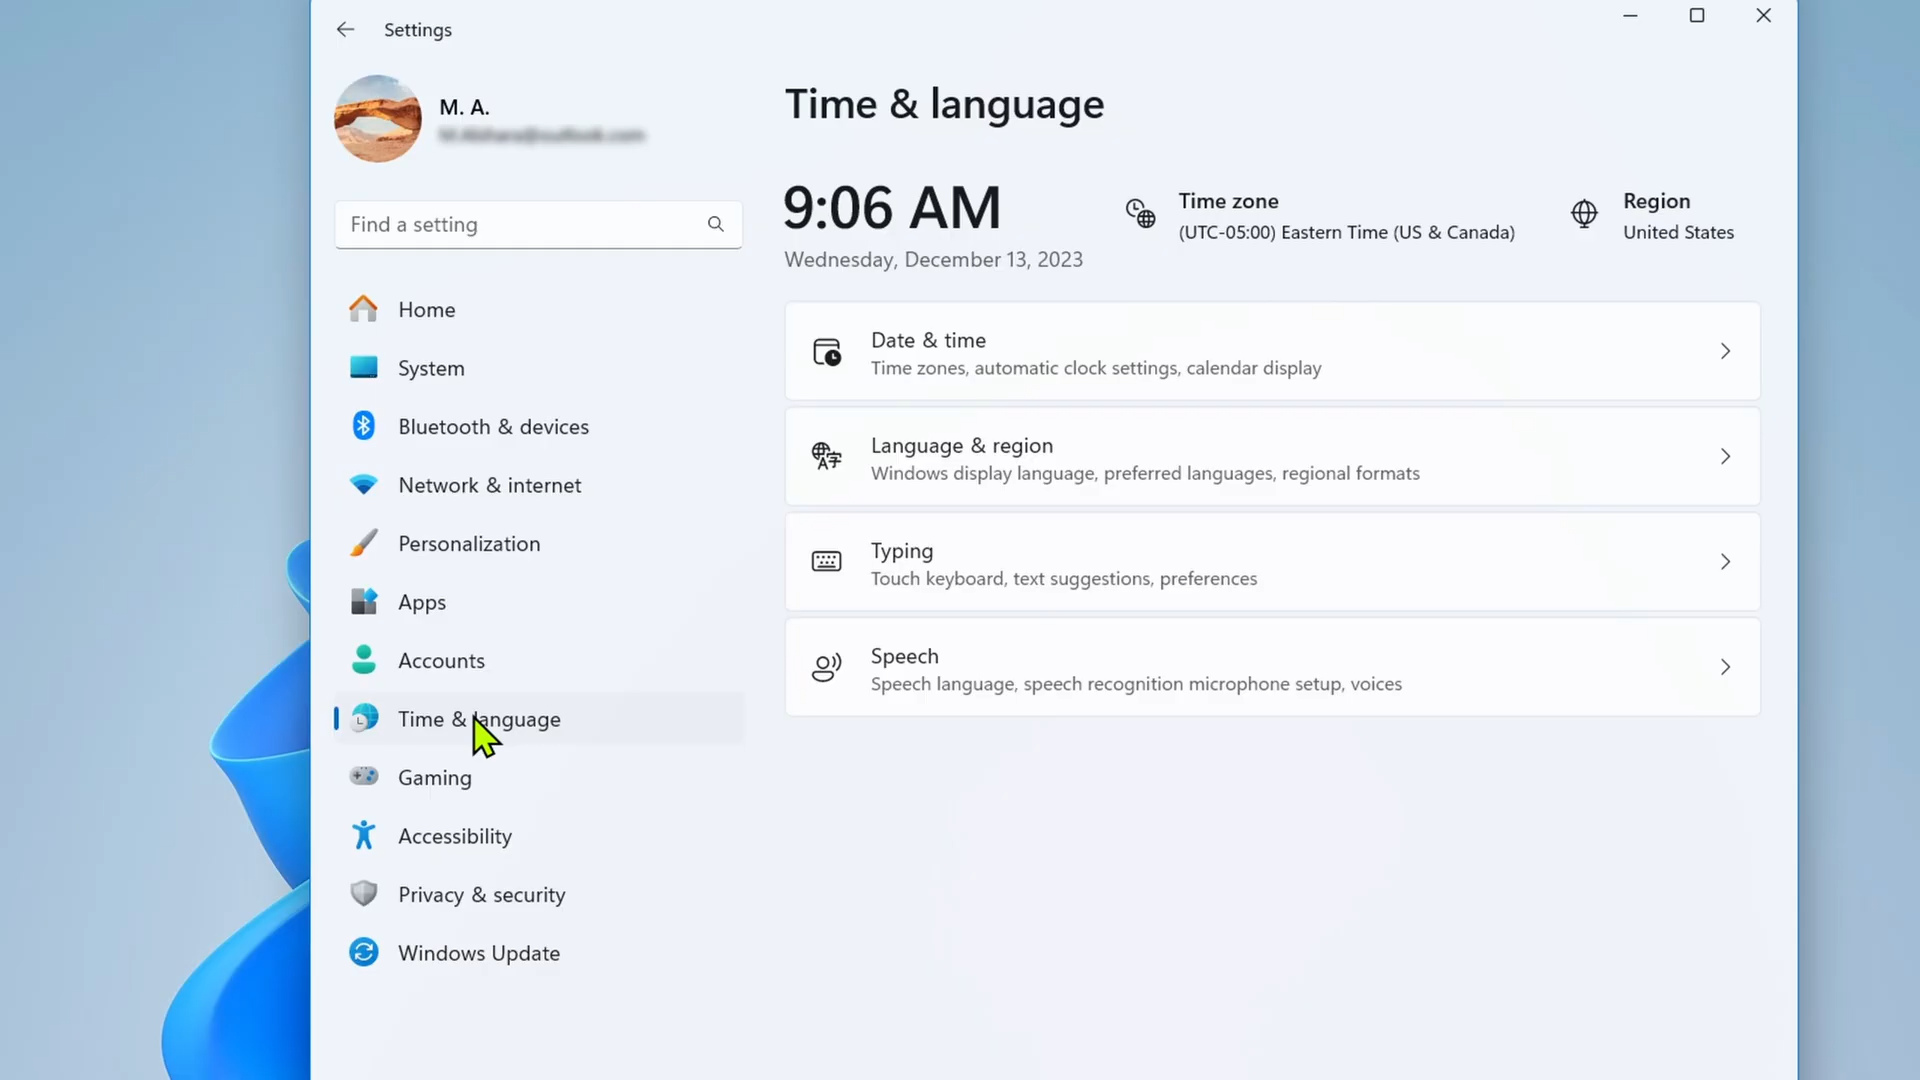 Settings
M. A.
Find a setting
Home
System
Bluetooth & devices
Network & internet
Personalization
Apps
Accounts
Time & language
Gaming
Accessibility
Privacy & security
Windows Update
Time & language
9:06 AM
Wednesday, December 13, 2023
Time zone
(UTC-05:00) Eastern Time (US & Canada)
Region
United States
Date & time
Time zones, automatic clock settings, calendar display
Language & region
Windows display language, preferred languages, regional formats
Typing
Touch keyboard, text suggestions, preferences
Speech
Speech language, speech recognition microphone setup, voices